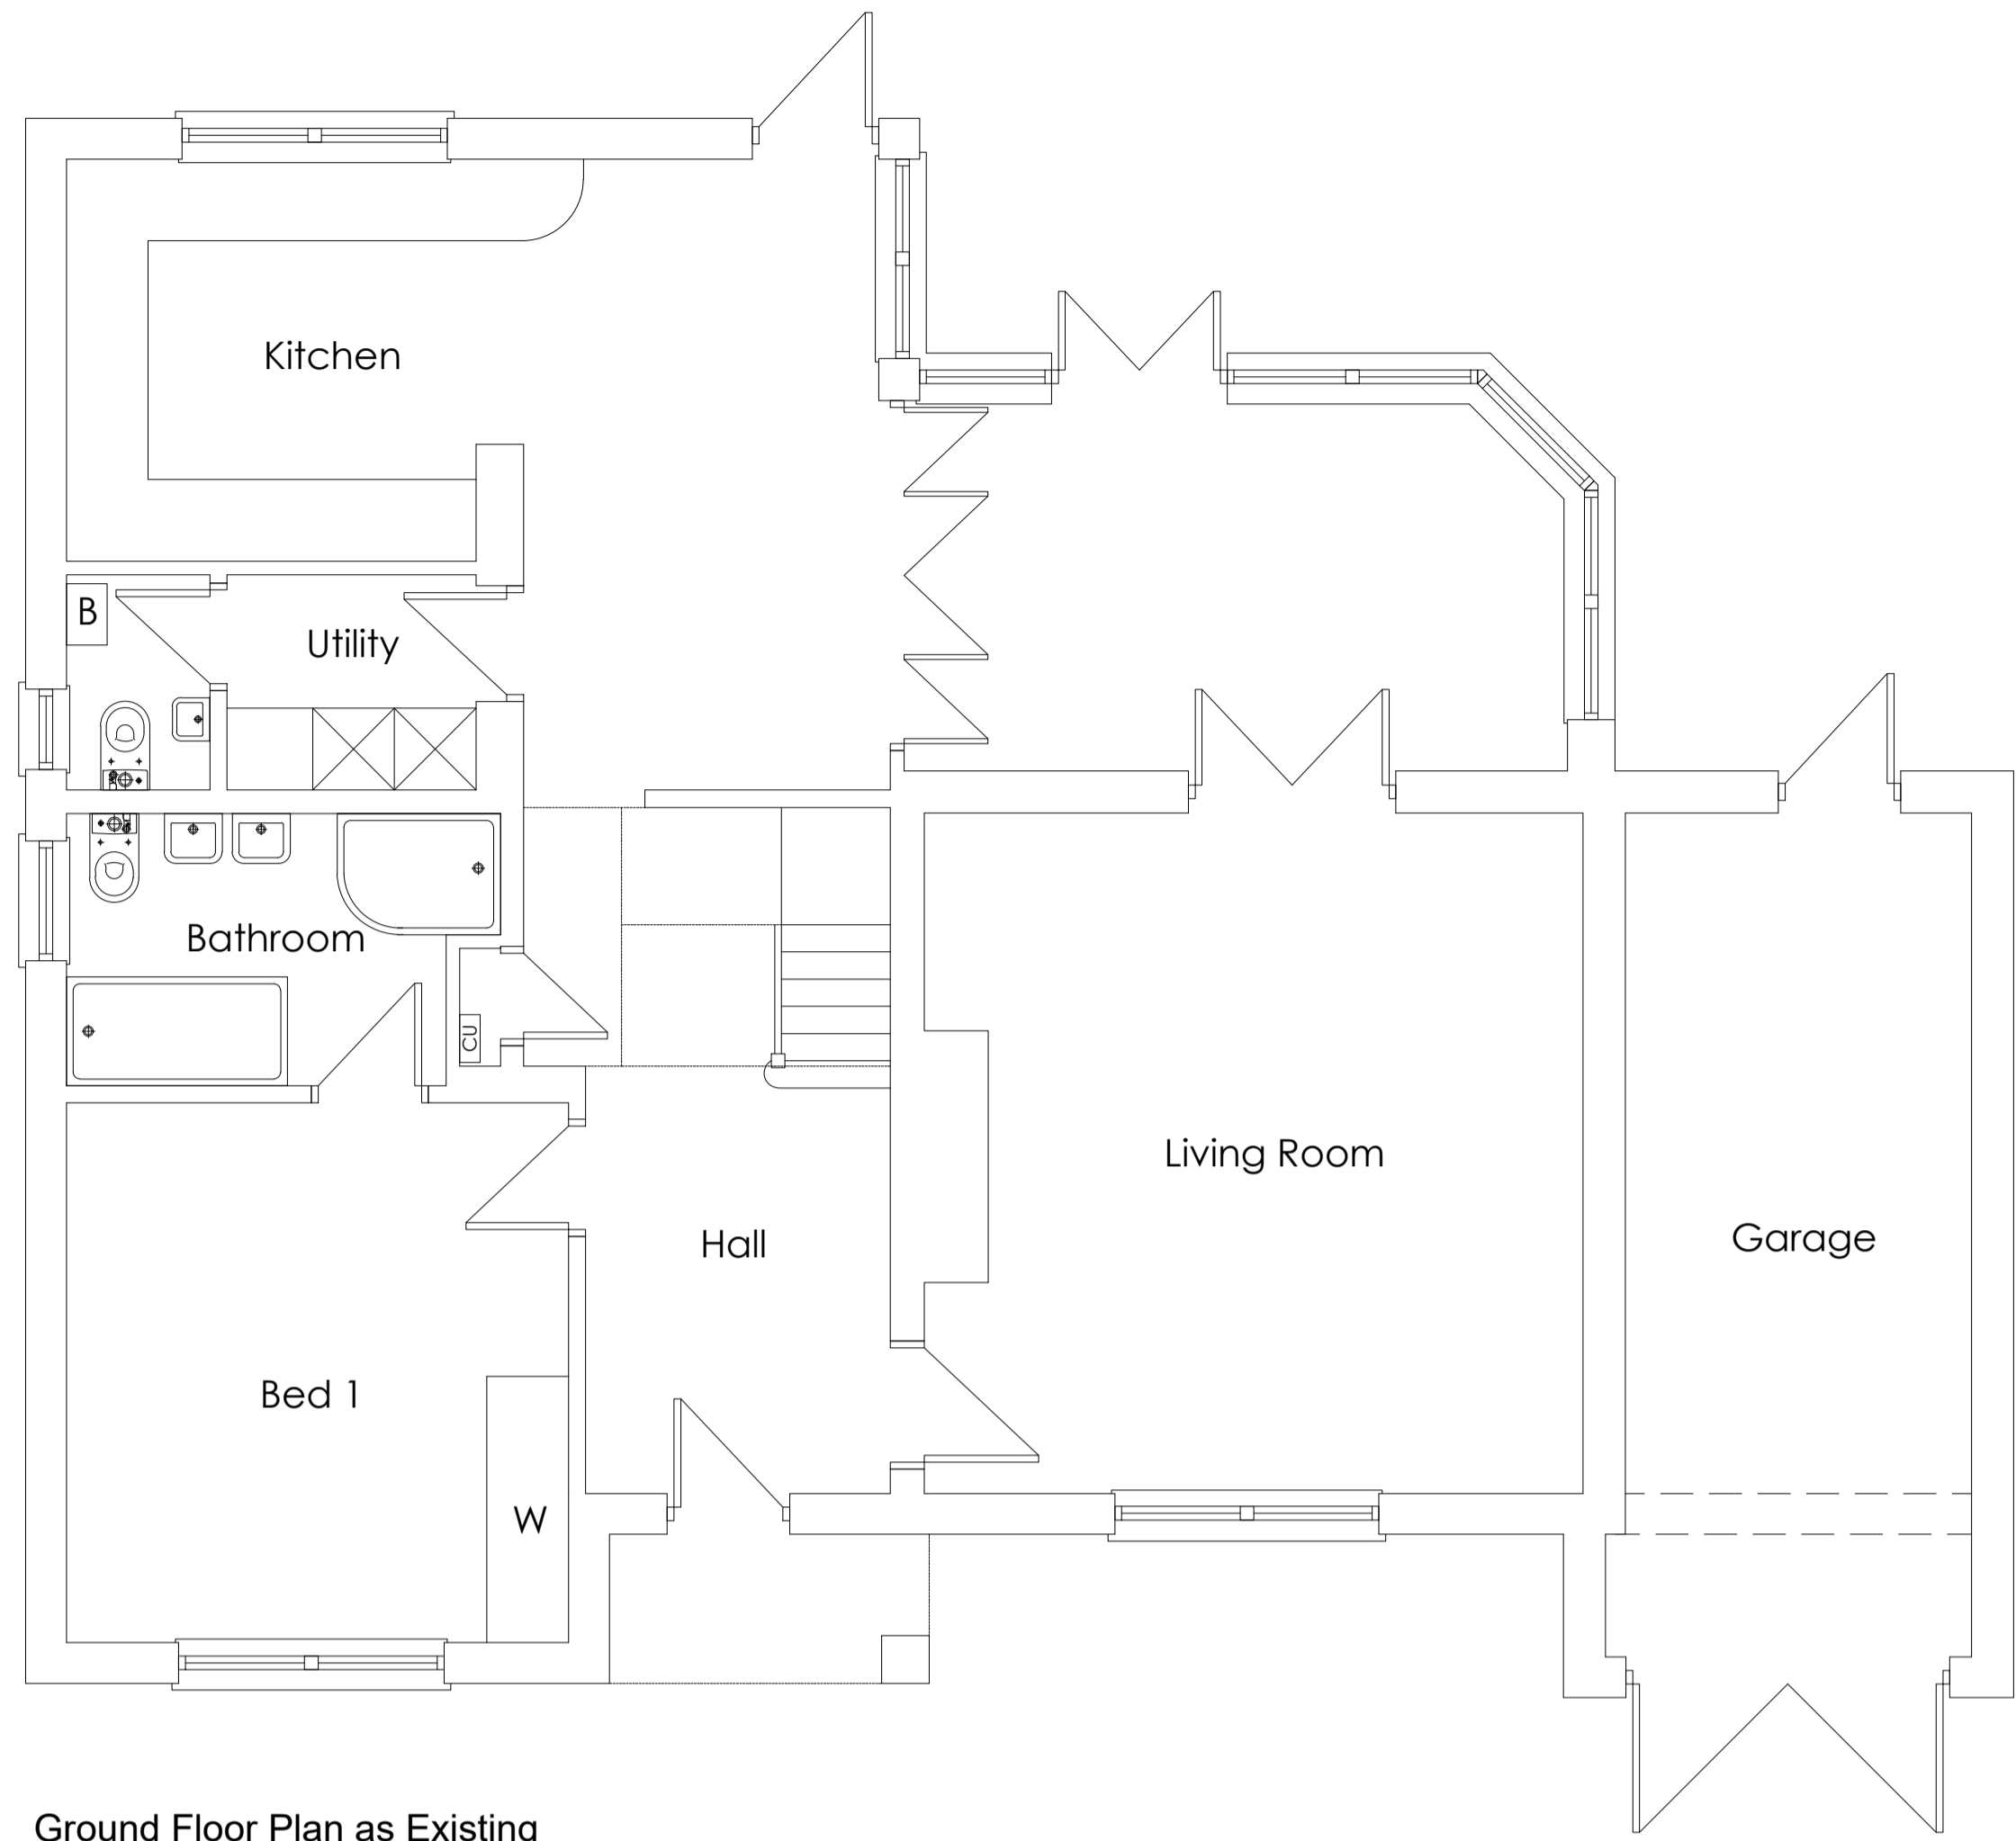 Kitchen
B
Utility
Bathroom
CU
Living Room
Hall
Garage
Bed 1
W
Ground Floor Plan as Existing